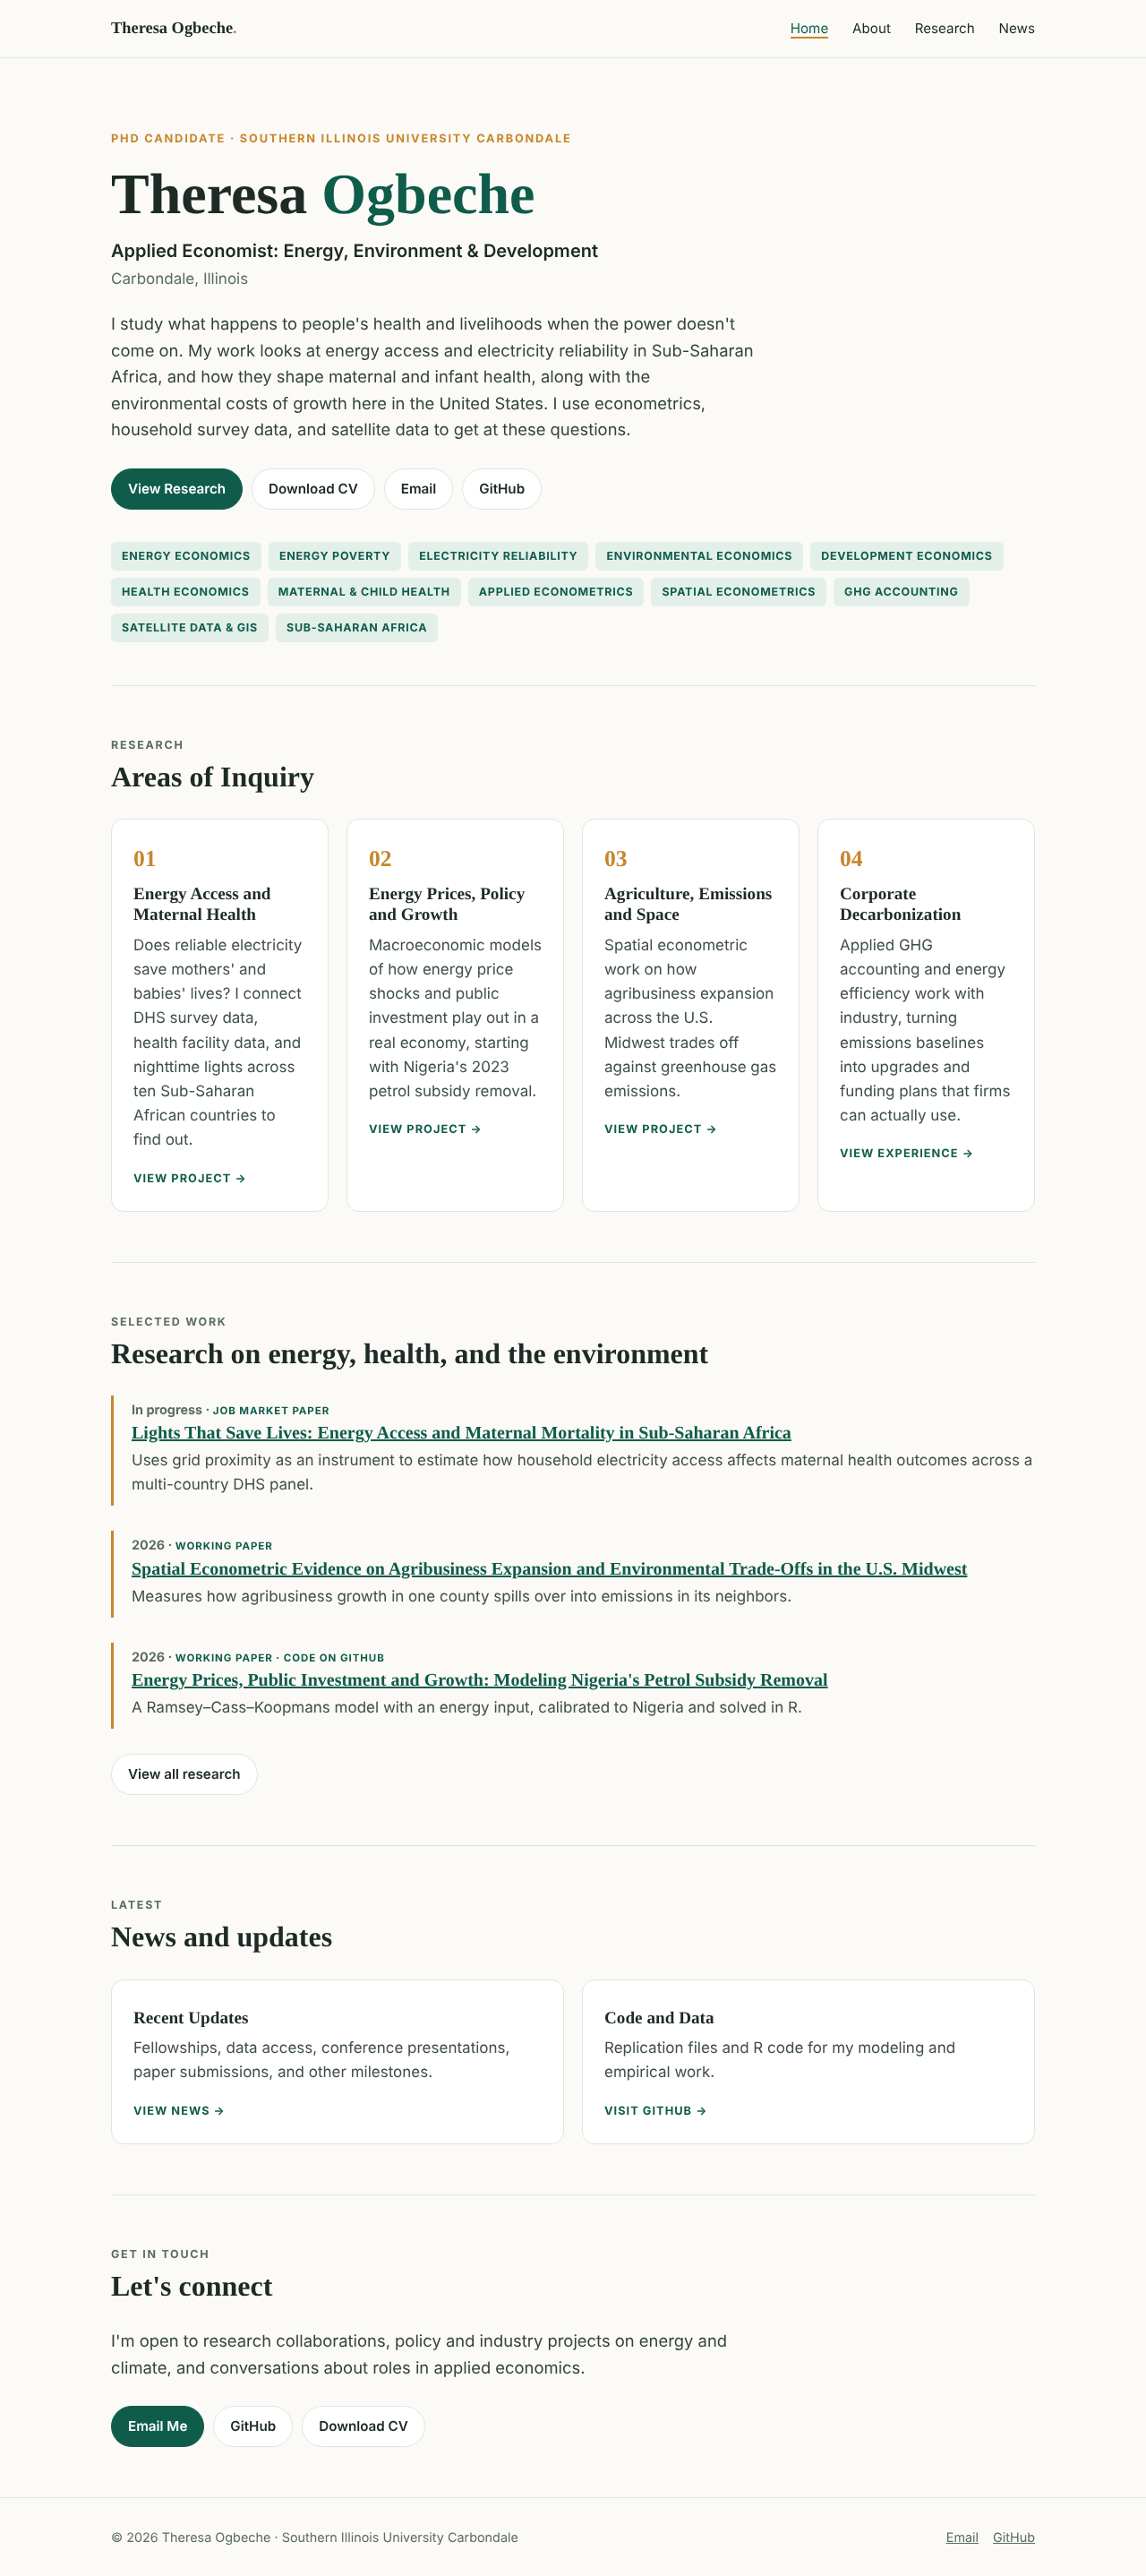 Theresa Ogbeche.
Home About Research News
PHD CANDIDATE · SOUTHERN ILLINOIS UNIVERSITY CARBONDALE
Theresa Ogbeche
Applied Economist: Energy, Environment & Development
Carbondale, Illinois
I study what happens to people's health and livelihoods when the power doesn't
come on. My work looks at energy access and electricity reliability in Sub-Saharan
Africa, and how they shape maternal and infant health, along with the
environmental costs of growth here in the United States. I use econometrics,
household survey data, and satellite data to get at these questions.
View Research Download CV Email GitHub
ENERGY ECONOMICS ENERGY POVERTY ELECTRICITY RELIABILITY ENVIRONMENTAL ECONOMICS DEVELOPMENT ECONOMICS
HEALTH ECONOMICS MATERNAL & CHILD HEALTH APPLIED ECONOMETRICS SPATIAL ECONOMETRICS GHG ACCOUNTING
SATELLITE DATA & GIS SUB-SAHARAN AFRICA
RESEARCH
Areas of Inquiry
01
Energy Access and
Maternal Health
Does reliable electricity
save mothers' and
babies' lives? I connect
DHS survey data,
health facility data, and
nighttime lights across
ten Sub-Saharan
African countries to
find out.
VIEW PROJECT →
02
Energy Prices, Policy
and Growth
Macroeconomic models
of how energy price
shocks and public
investment play out in a
real economy, starting
with Nigeria's 2023
petrol subsidy removal.
VIEW PROJECT →
03
Agriculture, Emissions
and Space
Spatial econometric
work on how
agribusiness expansion
across the U.S.
Midwest trades off
against greenhouse gas
emissions.
VIEW PROJECT →
04
Corporate
Decarbonization
Applied GHG
accounting and energy
efficiency work with
industry, turning
emissions baselines
into upgrades and
funding plans that firms
can actually use.
VIEW EXPERIENCE →
SELECTED WORK
Research on energy, health, and the environment
In progress · JOB MARKET PAPER
Lights That Save Lives: Energy Access and Maternal Mortality in Sub-Saharan Africa
Uses grid proximity as an instrument to estimate how household electricity access affects maternal health outcomes across a
multi-country DHS panel.
2026 · WORKING PAPER
Spatial Econometric Evidence on Agribusiness Expansion and Environmental Trade-Offs in the U.S. Midwest
Measures how agribusiness growth in one county spills over into emissions in its neighbors.
2026 · WORKING PAPER · CODE ON GITHUB
Energy Prices, Public Investment and Growth: Modeling Nigeria's Petrol Subsidy Removal
A Ramsey–Cass–Koopmans model with an energy input, calibrated to Nigeria and solved in R.
View all research
LATEST
News and updates
Recent Updates
Fellowships, data access, conference presentations,
paper submissions, and other milestones.
VIEW NEWS →
Code and Data
Replication files and R code for my modeling and
empirical work.
VISIT GITHUB →
GET IN TOUCH
Let's connect
I'm open to research collaborations, policy and industry projects on energy and
climate, and conversations about roles in applied economics.
Email Me GitHub Download CV
© 2026 Theresa Ogbeche · Southern Illinois University Carbondale
Email GitHub